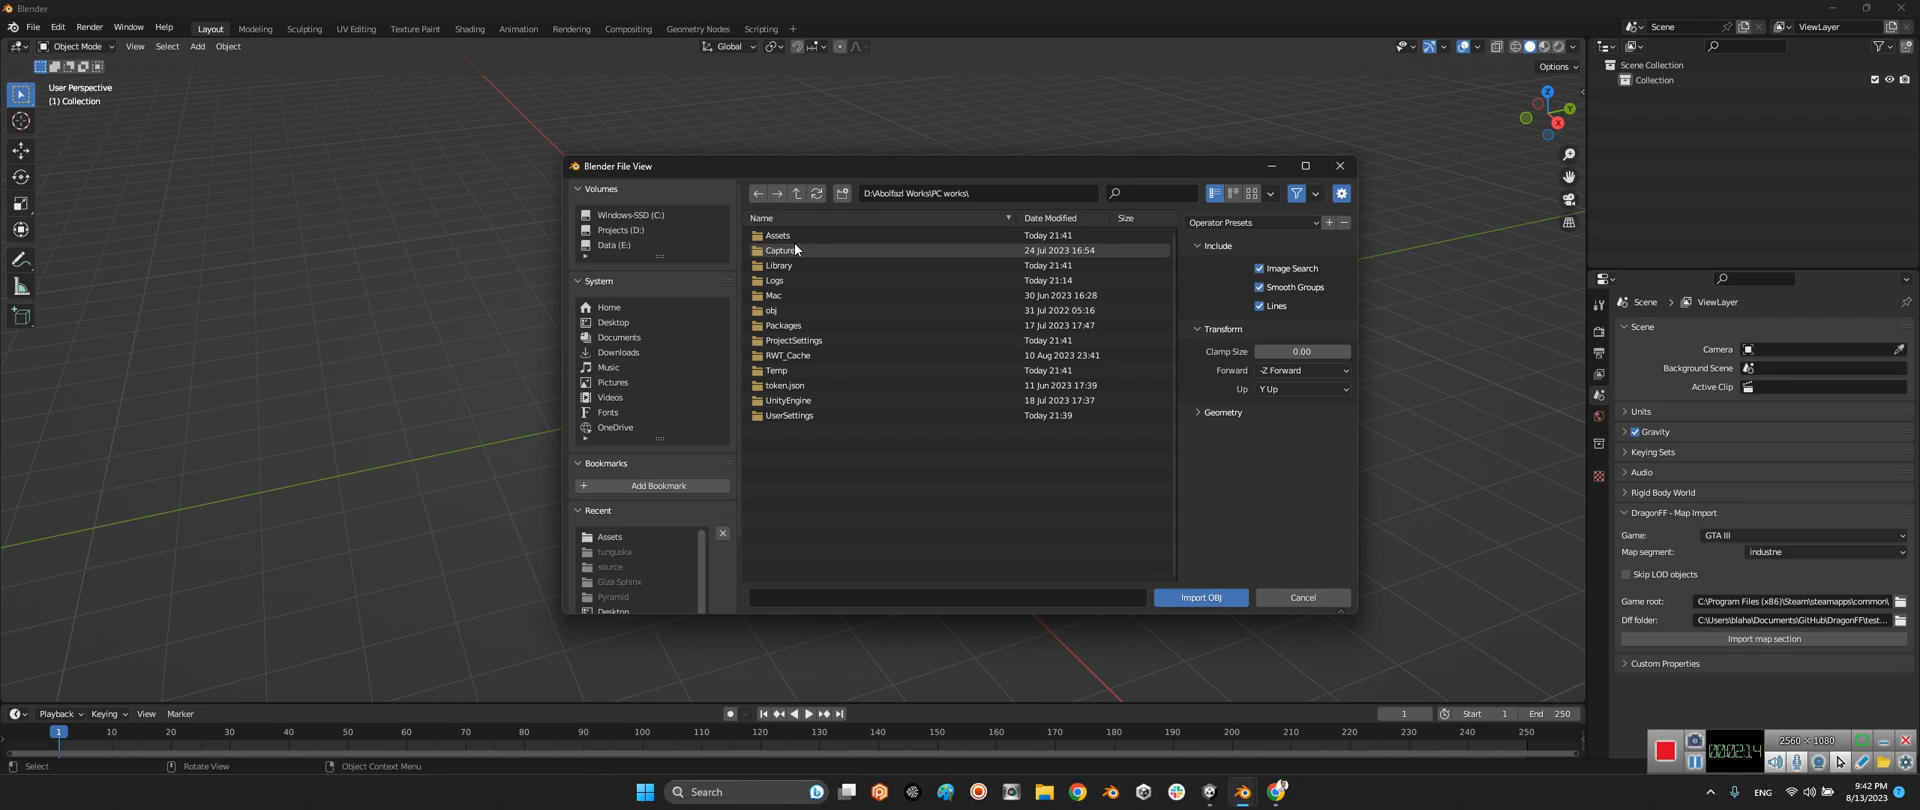 Blender
File Edit Render Window Help Layout Modeling Sculpting UV Editing Texture Paint Shading Animation Rendering Compositing Geometry Nodes Scripting + Scene ViewLayer
Object Mode View Select Add Object Global
Options
User Perspective
(1) Collection
Z
Y
X
Scene Collection
Collection
Blender File View
Volumes
Windows-SSD (C:)
Projects (D:)
Data (E:)
System
Home
Desktop
Documents
Downloads
Music
Pictures
Videos
Fonts
OneDrive
Bookmarks
+ Add Bookmark
Recent
Assets
tunguska
source
Giza Sphinx
Pyramid
Desktop
D:\Abolfazl Works\PC works\
Name Date Modified Size
Assets Today 21:41
Capture 24 Jul 2023 16:54
Library Today 21:41
Logs Today 21:14
Mac 30 Jun 2023 16:28
obj 31 Jul 2022 05:16
Packages 17 Jul 2023 17:47
ProjectSettings Today 21:41
RWT_Cache 10 Aug 2023 23:41
Temp Today 21:41
token.json 11 Jun 2023 17:39
UnityEngine 18 Jul 2023 17:37
UserSettings Today 21:39
Operator Presets
Include
Image Search
Smooth Groups
Lines
Transform
Clamp Size 0.00
Forward -Z Forward
Up Y Up
Geometry
Import OBJ Cancel
Scene ViewLayer
Scene
Camera
Background Scene
Active Clip
Units
Gravity
Keying Sets
Audio
Rigid Body World
DragonFF - Map Import
Game: GTA III
Map segment: industne
Skip LOD objects
Game root: C:\Program Files (x86)\Steam\steamapps\common\
Dff folder: C:\Users\blaha\Documents\GitHub\DragonFF\test...
Import map section
Custom Properties
Playback Keying View Marker 1 Start 1 End 250
1 10 20 30 40 50 60 70 80 90 100 110 120 130 140 150 160 170 180 190 200 210 220 230 240 250
Select Rotate View Object Context Menu
00:02:14 2560 × 1080
Search
ENG 9:42 PM
8/13/2023